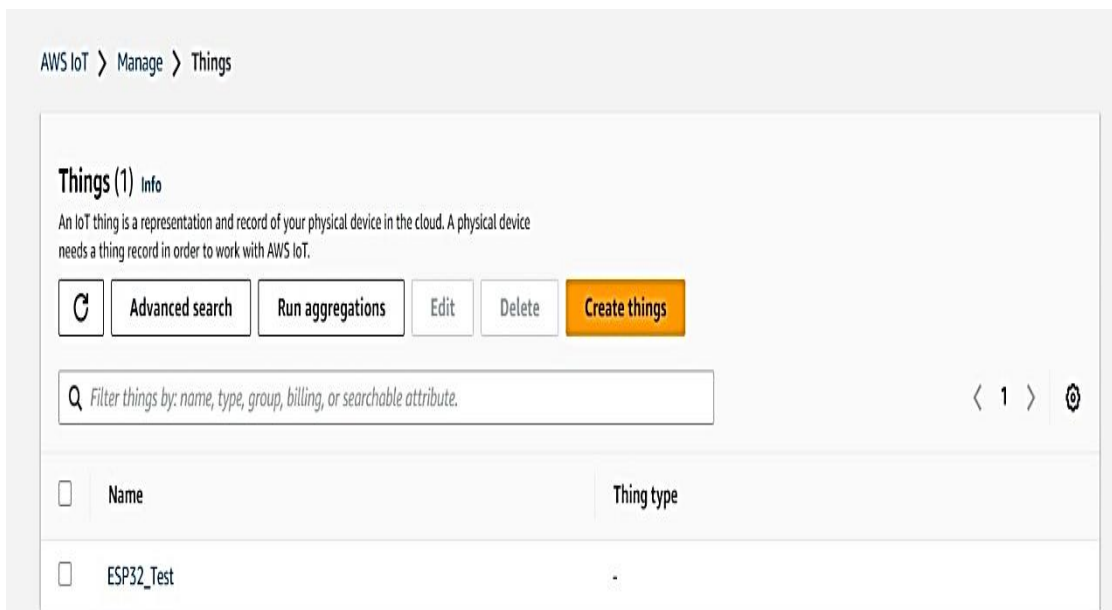 AWS IoT > Manage > Things
Things (1) Info
An IoT thing is a representation and record of your physical device in the cloud. A physical device
needs a thing record in order to work with AWS IoT.
Advanced search Run aggregations Edit Delete Create things
Filter things by: name, type, group, billing, or searchable attribute.
< 1 >
Name Thing type
ESP32_Test -